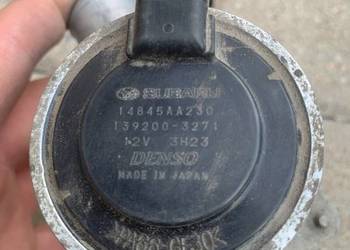 SUBARU
14845AA230
139200-3271
12V 3H23
DENSO
MADE IN JAPAN